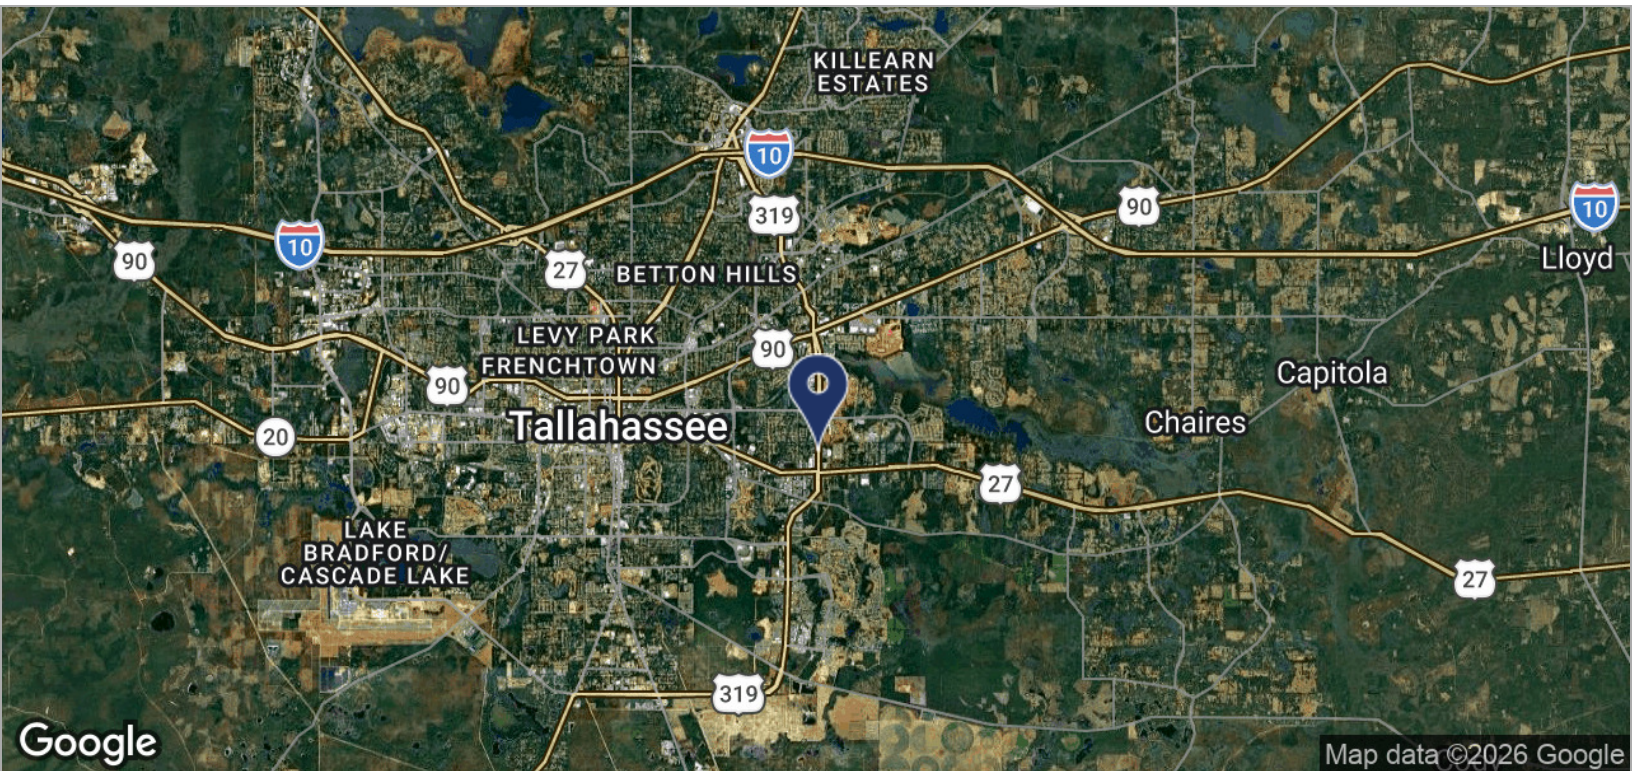 KILLEARN
ESTATES
10
319
90
10
90
10
Lloyd
27
BETTON HILLS
LEVY PARK
90
FRENCHTOWN
90
Capitola
Tallahassee
Chaires
20
27
LAKE
BRADFORD/
CASCADE LAKE
27
319
Google
Map data ©2026 Google